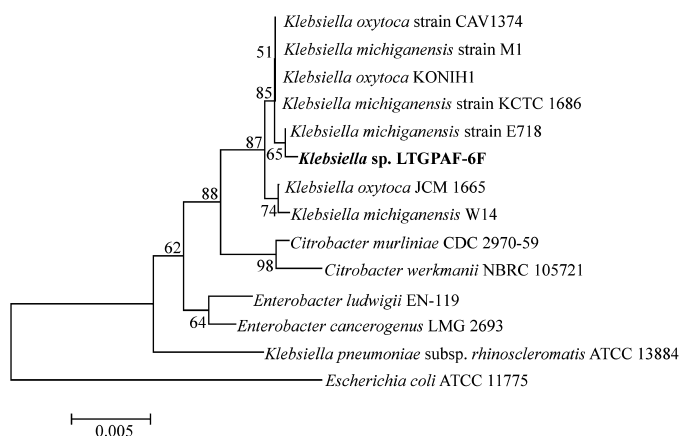 Klebsiella oxytoca strain CAV1374
51
Klebsiella michiganensis strain M1
Klebsiella oxytoca KONIH1
85
Klebsiella michiganensis strain KCTC 1686
Klebsiella michiganensis strain E718
87
65
Klebsiella sp. LTGPAF-6F
Klebsiella oxytoca JCM 1665
88
74
Klebsiella michiganensis W14
Citrobacter murliniae CDC 2970-59
62
98
Citrobacter werkmanii NBRC 105721
Enterobacter ludwigii EN-119
64
Enterobacter cancerogenus LMG 2693
Klebsiella pneumoniae subsp. rhinoscleromatis ATCC 13884
Escherichia coli ATCC 11775
0.005